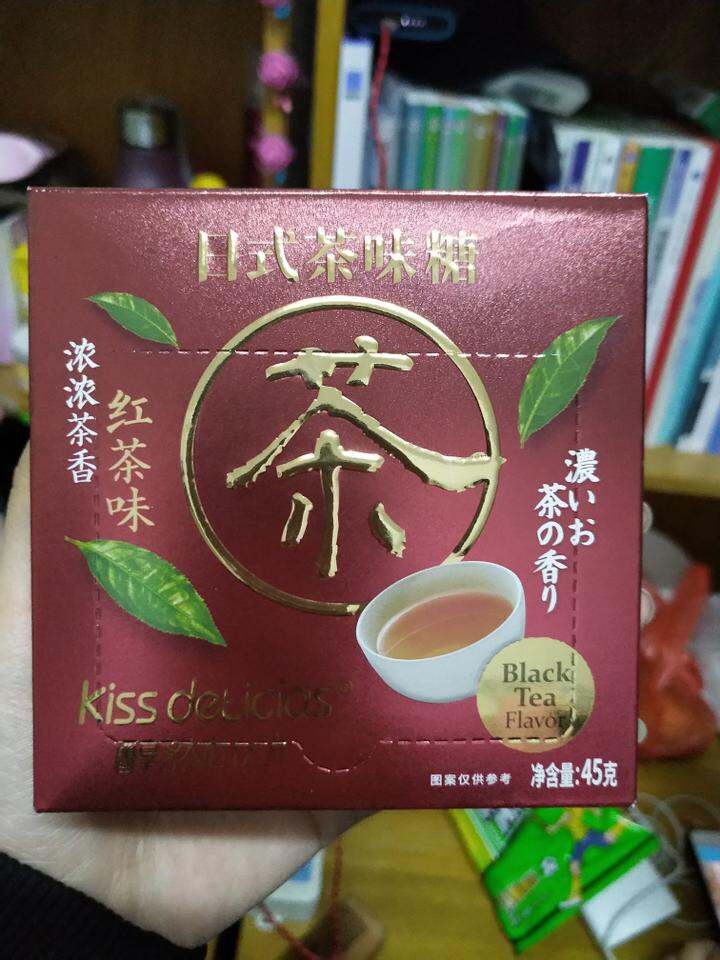 日式茶味糖
茶
浓浓茶香
红茶味
濃いお
茶の香り
Kiss deLicias
Black
Tea
Flavor
图案仅供参考
净含量:45克